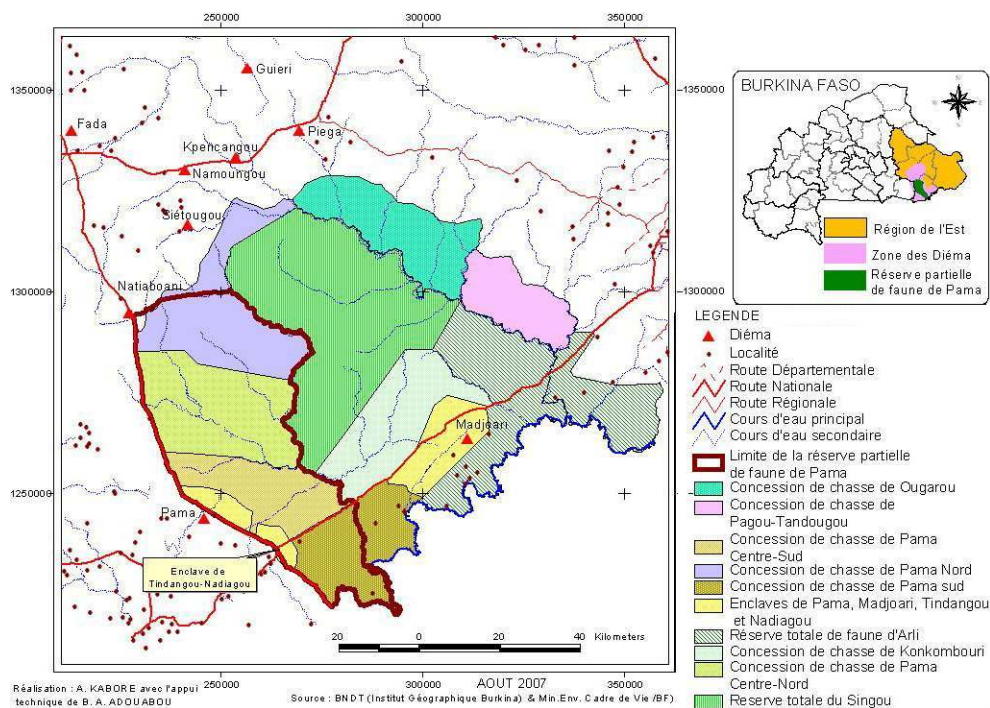 250000
300000
350000
1350000
1350000
Guieri
Fada
Piega
Kpencangou
Namoungou
Siétougou
Natiaboani
1300000
1300000
Madjoari
1250000
1250000
Pama
Enclave de
Tindangou-Nadiagou
20
0
20
40
Kilometers
250000
300000
350000
AOUT 2007
Réalisation : A. KABORE avec l'appui
technique de B. A. ADOUABOU
Source : BNDT (Institut Géographique Burkina) & Min.Env. Cadre de Vie /BF)
BURKINA FASO
Région de l'Est
Zone des Diéma
Réserve partielle
de faune de Pama
LEGENDE
Diéma
Localité
Route Départementale
Route Nationale
Route Régionale
Cours d'eau principal
Cours d'eau secondaire
Limite de la réserve partielle
de faune de Pama
Concession de chasse de Ougarou
Concession de chasse de
Pagou-Tandougou
Concession de chasse de Pama
Centre-Sud
Concession de chasse de Pama Nord
Concession de chasse de Pama sud
Enclaves de Pama, Madjoari, Tindangou
et Nadiagou
Réserve totale de faune d'Arli
Concession de chasse de Konkombouri
Concession de chasse de Pama
Centre-Nord
Reserve totale du Singou